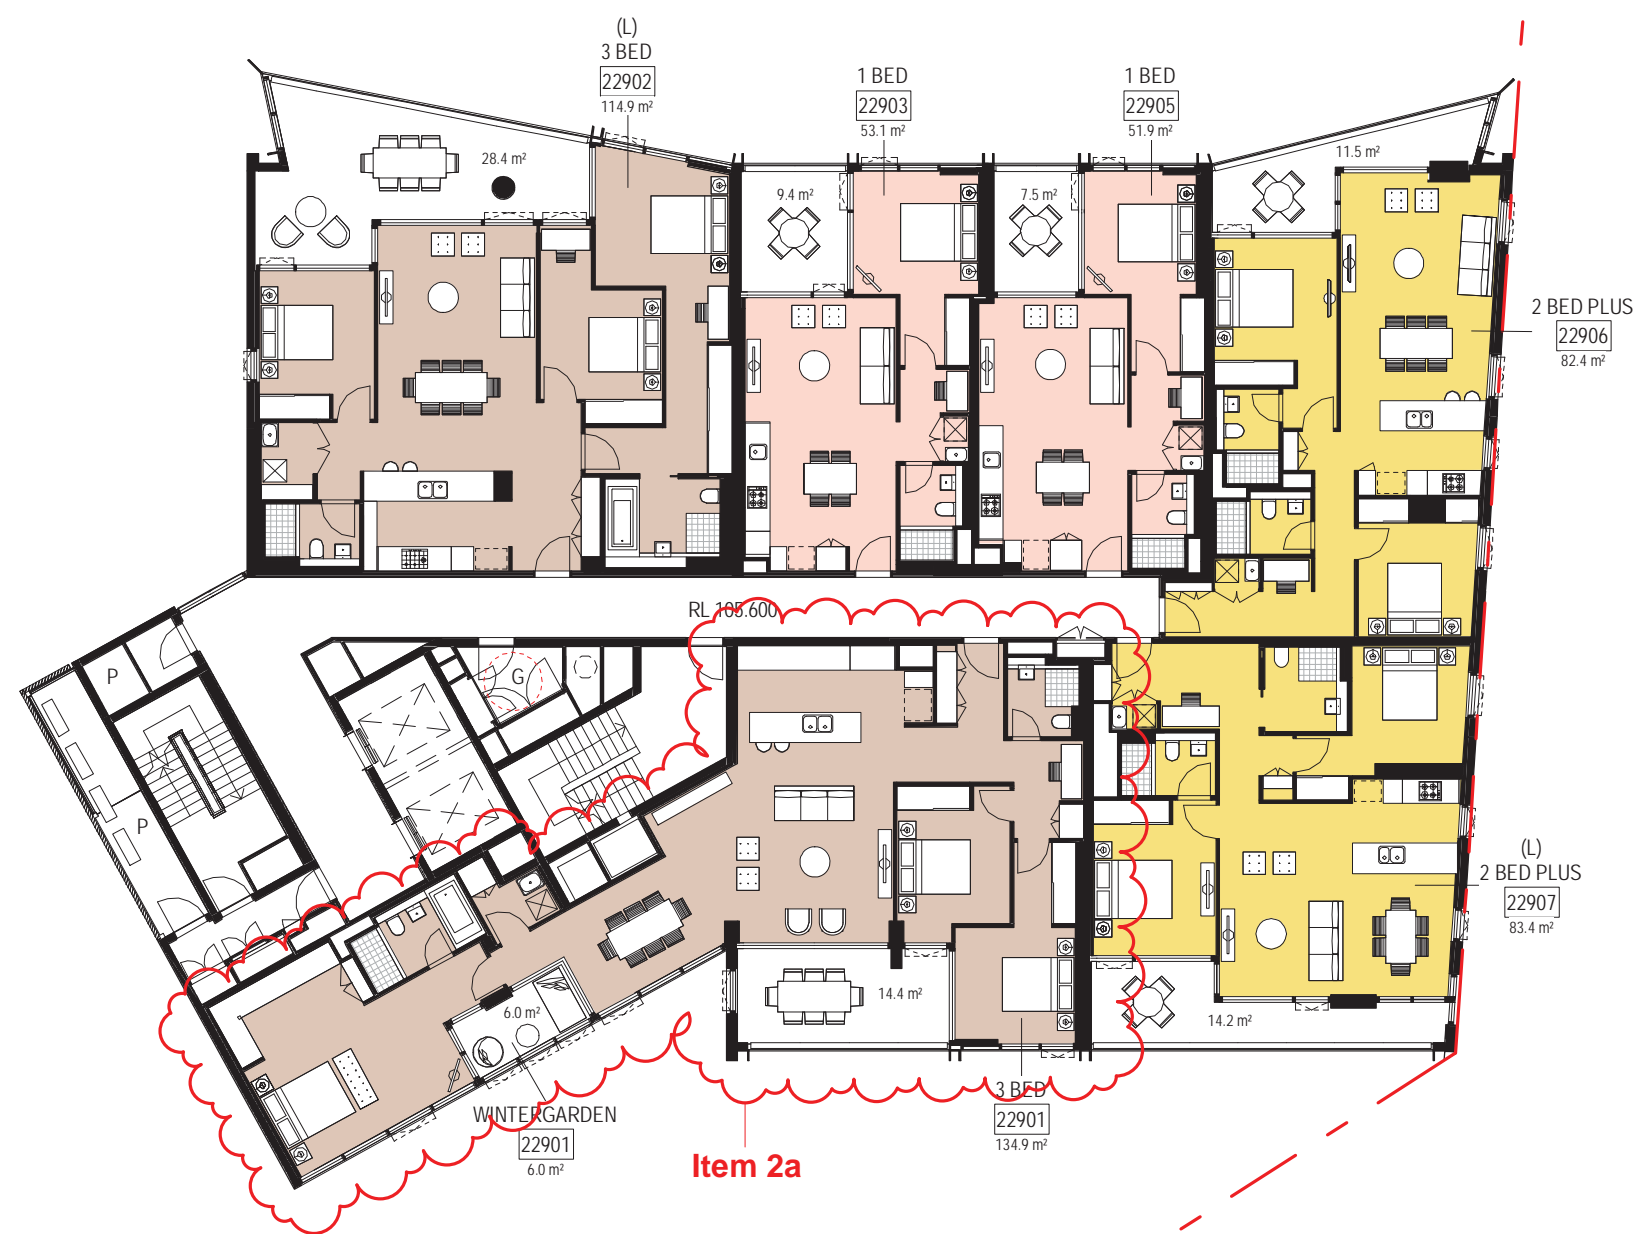 (L)
3 BED
22902
114.9 m²
1 BED
22903
53.1 m²
1 BED
22905
51.9 m²
28.4 m²
9.4 m²
7.5 m²
11.5 m²
2 BED PLUS
22906
82.4 m²
RL 105.600
P
G
P
(L)
2 BED PLUS
22907
83.4 m²
6.0 m²
14.4 m²
14.2 m²
WINTERGARDEN
22901
6.0 m²
3 BED
22901
134.9 m²
Item 2a